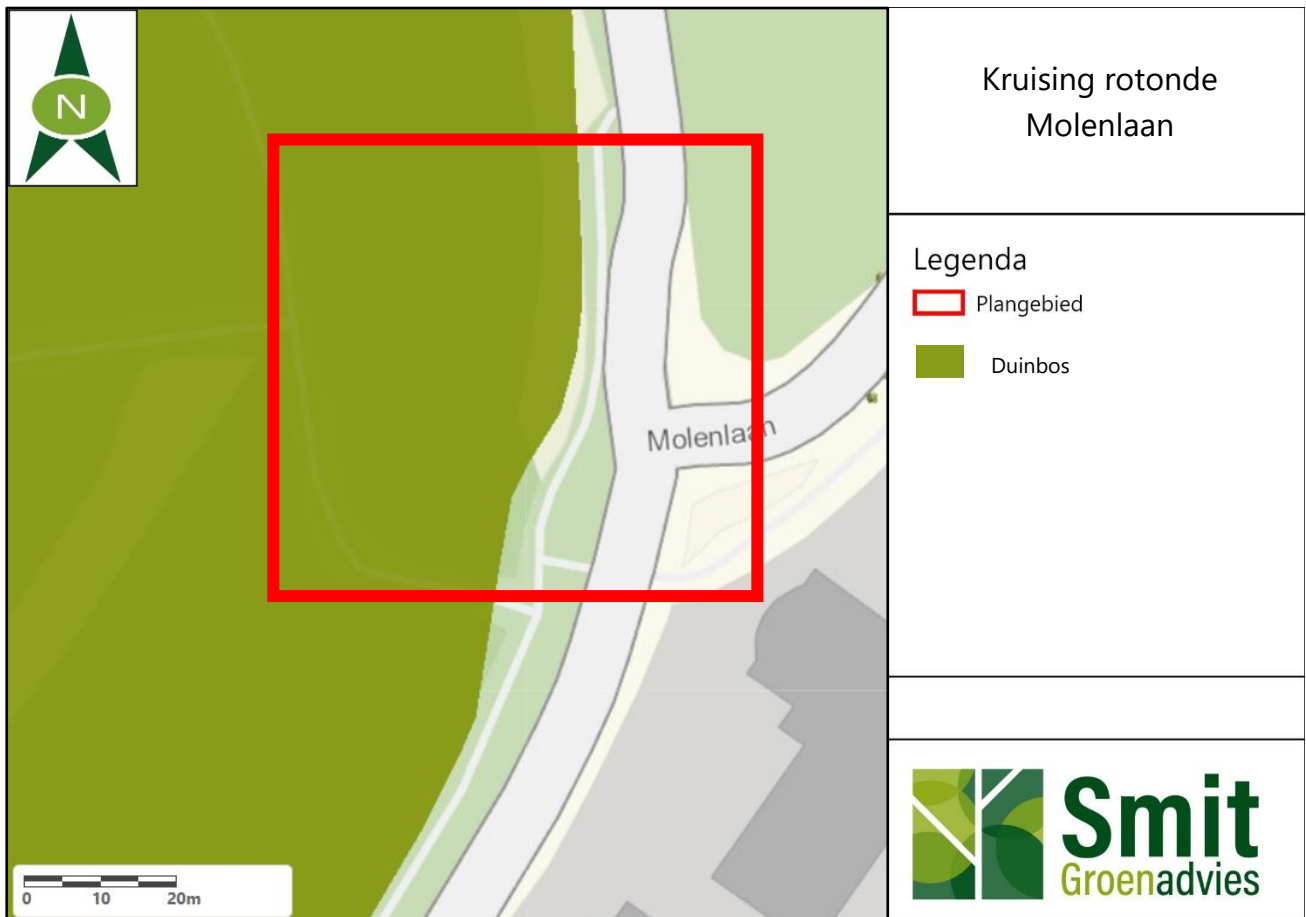 N
Kruising rotonde
Molenlaan
Legenda
Plangebied
Duinbos
Molenlaan
0 10 20m
Smit
Groenadvies